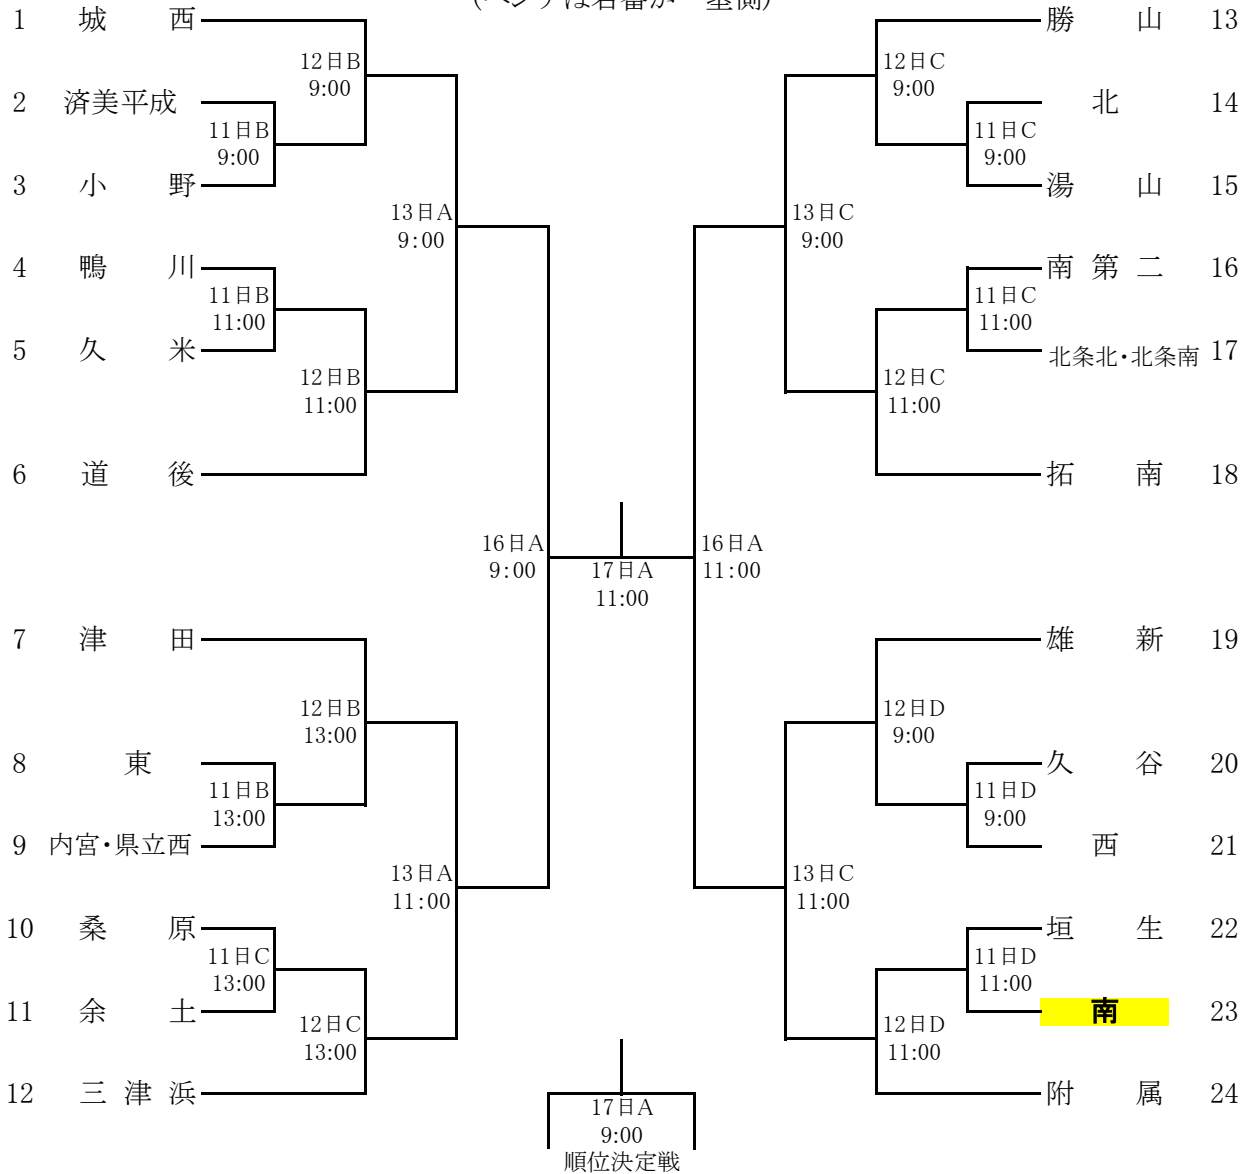 1 城 西
12日B
9:00
2 済美平成
11日B
9:00
3 小 野
13日A
9:00
4 鴨 川
11日B
11:00
5 久 米
12日B
11:00
6 道 後
16日A
9:00
7 津 田
12日B
13:00
8 東
11日B
13:00
9 内宮・県立西
13日A
11:00
10 桑 原
11日C
13:00
11 余 土
12日C
13:00
12 三 津 浜
17日A
11:00
17日A
9:00
順位決定戦
勝 山 13
12日C
9:00
北 14
11日C
9:00
湯 山 15
13日C
9:00
南 第 二 16
11日C
11:00
北条北・北条南 17
12日C
11:00
拓 南 18
16日A
11:00
雄 新 19
12日D
9:00
久 谷 20
11日D
9:00
西 21
13日C
11:00
垣 生 22
11日D
11:00
南 23
12日D
11:00
附 属 24